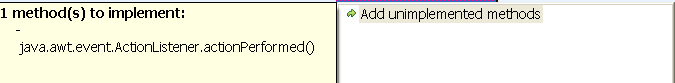 1 method(s) to implement:
-
java.awt.event.ActionListener.actionPerformed()
Add unimplemented methods